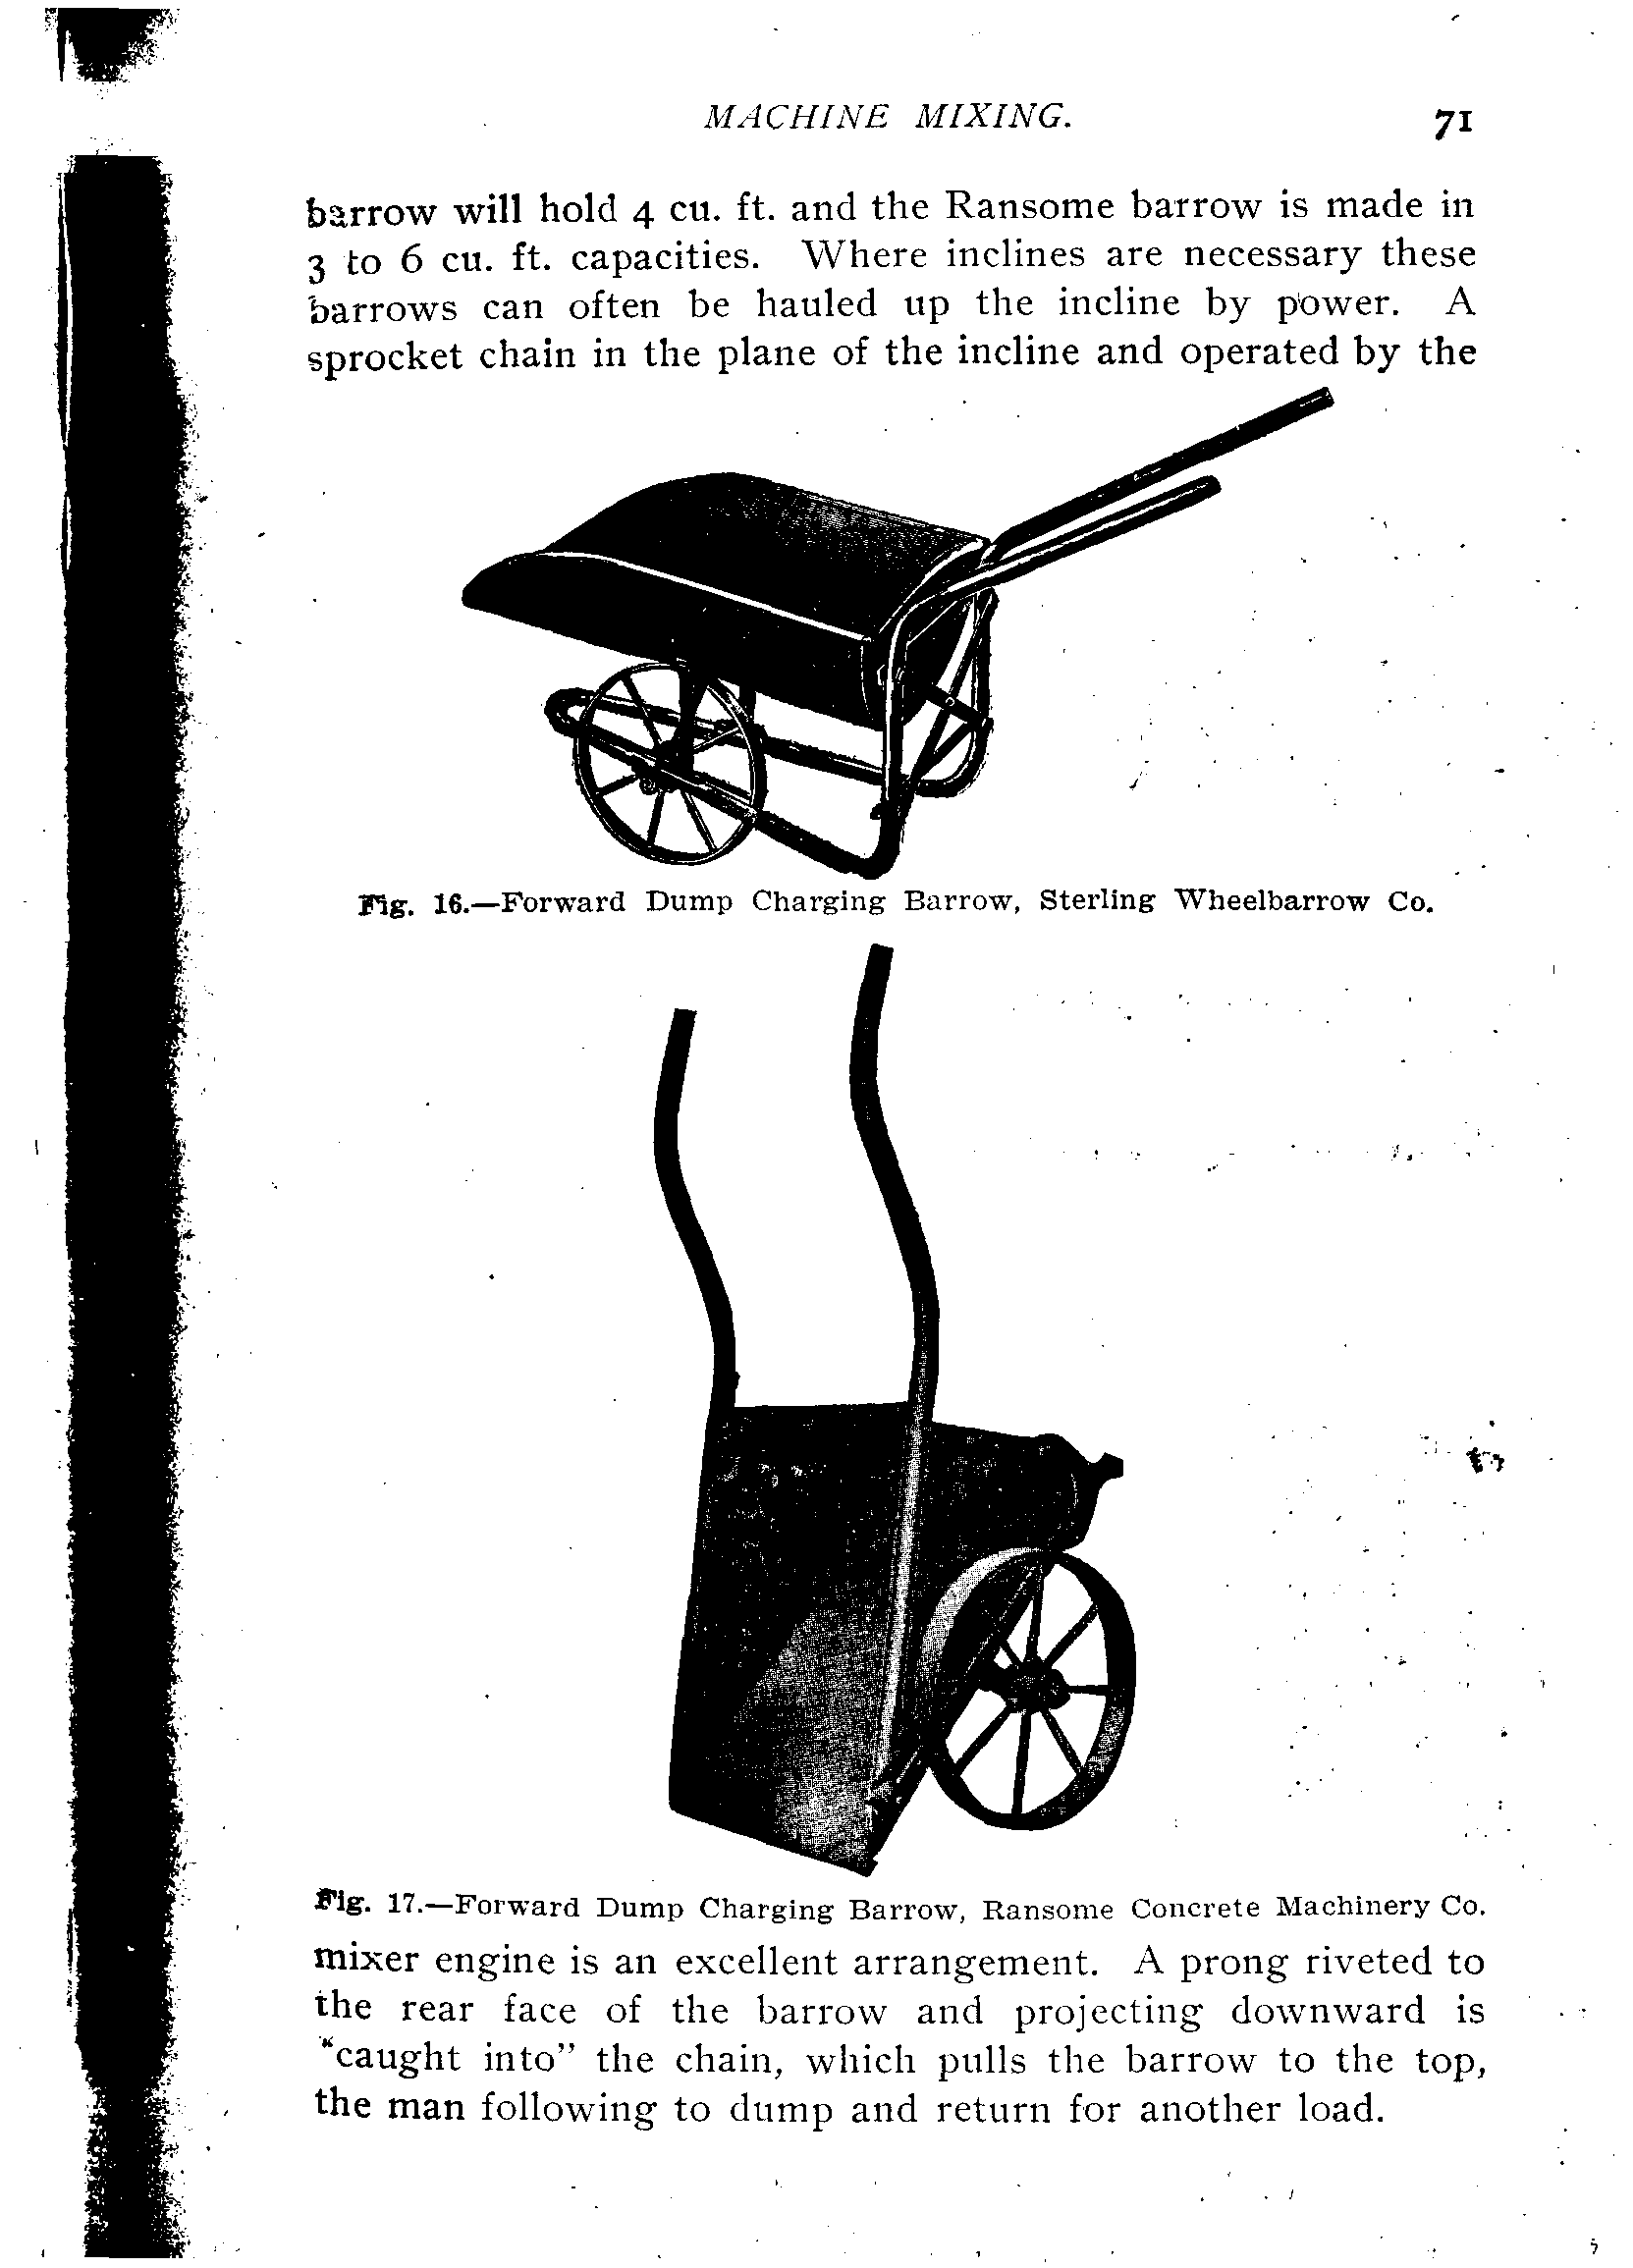 MACHINE MIXING.
71
barrow will hold 4 cu. ft. and the Ransome barrow is made in
3 to 6 cu. ft. capacities. Where inclines are necessary these
barrows can often be hauled up the incline by power. A
sprocket chain in the plane of the incline and operated by the
Fig. 16.—Forward Dump Charging Barrow, Sterling Wheelbarrow Co.
Fig. 17.—Forward Dump Charging Barrow, Ransome Concrete Machinery Co.
mixer engine is an excellent arrangement. A prong riveted to
the rear face of the barrow and projecting downward is
"caught into" the chain, which pulls the barrow to the top,
the man following to dump and return for another load.